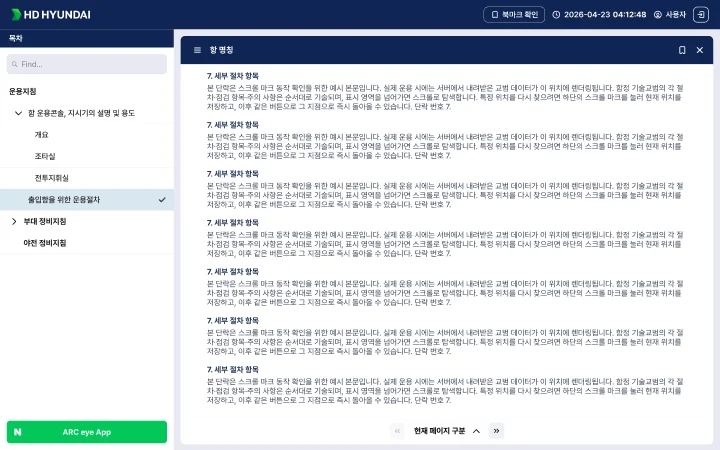 HD HYUNDAI
북마크 확인
2026-04-23 04:12:48
사용자
목차
Find...
운용지침
함 운용콘솔, 지시기의 설명 및 용도
개요
조타실
전투지휘실
출입항을 위한 운용절차
부대 정비지침
야전 정비지침
N ARC eye App
함 명칭
7. 세부 절차 항목
본 단락은 스크롤 마크 동작 확인을 위한 예시 본문입니다. 실제 운용 시에는 서버에서 내려받은 교범 데이터가 이 위치에 렌더링됩니다. 함정 기술교범의 각 절
차·점검 항목·주의 사항은 순서대로 기술되며, 표시 영역을 넘어가면 스크롤로 탐색합니다. 특정 위치를 다시 찾으려면 하단의 스크롤 마크를 눌러 현재 위치를
저장하고, 이후 같은 버튼으로 그 지점으로 즉시 돌아올 수 있습니다. 단락 번호 7.
7. 세부 절차 항목
본 단락은 스크롤 마크 동작 확인을 위한 예시 본문입니다. 실제 운용 시에는 서버에서 내려받은 교범 데이터가 이 위치에 렌더링됩니다. 함정 기술교범의 각 절
차·점검 항목·주의 사항은 순서대로 기술되며, 표시 영역을 넘어가면 스크롤로 탐색합니다. 특정 위치를 다시 찾으려면 하단의 스크롤 마크를 눌러 현재 위치를
저장하고, 이후 같은 버튼으로 그 지점으로 즉시 돌아올 수 있습니다. 단락 번호 7.
7. 세부 절차 항목
본 단락은 스크롤 마크 동작 확인을 위한 예시 본문입니다. 실제 운용 시에는 서버에서 내려받은 교범 데이터가 이 위치에 렌더링됩니다. 함정 기술교범의 각 절
차·점검 항목·주의 사항은 순서대로 기술되며, 표시 영역을 넘어가면 스크롤로 탐색합니다. 특정 위치를 다시 찾으려면 하단의 스크롤 마크를 눌러 현재 위치를
저장하고, 이후 같은 버튼으로 그 지점으로 즉시 돌아올 수 있습니다. 단락 번호 7.
7. 세부 절차 항목
본 단락은 스크롤 마크 동작 확인을 위한 예시 본문입니다. 실제 운용 시에는 서버에서 내려받은 교범 데이터가 이 위치에 렌더링됩니다. 함정 기술교범의 각 절
차·점검 항목·주의 사항은 순서대로 기술되며, 표시 영역을 넘어가면 스크롤로 탐색합니다. 특정 위치를 다시 찾으려면 하단의 스크롤 마크를 눌러 현재 위치를
저장하고, 이후 같은 버튼으로 그 지점으로 즉시 돌아올 수 있습니다. 단락 번호 7.
7. 세부 절차 항목
본 단락은 스크롤 마크 동작 확인을 위한 예시 본문입니다. 실제 운용 시에는 서버에서 내려받은 교범 데이터가 이 위치에 렌더링됩니다. 함정 기술교범의 각 절
차·점검 항목·주의 사항은 순서대로 기술되며, 표시 영역을 넘어가면 스크롤로 탐색합니다. 특정 위치를 다시 찾으려면 하단의 스크롤 마크를 눌러 현재 위치를
저장하고, 이후 같은 버튼으로 그 지점으로 즉시 돌아올 수 있습니다. 단락 번호 7.
7. 세부 절차 항목
본 단락은 스크롤 마크 동작 확인을 위한 예시 본문입니다. 실제 운용 시에는 서버에서 내려받은 교범 데이터가 이 위치에 렌더링됩니다. 함정 기술교범의 각 절
차·점검 항목·주의 사항은 순서대로 기술되며, 표시 영역을 넘어가면 스크롤로 탐색합니다. 특정 위치를 다시 찾으려면 하단의 스크롤 마크를 눌러 현재 위치를
저장하고, 이후 같은 버튼으로 그 지점으로 즉시 돌아올 수 있습니다. 단락 번호 7.
7. 세부 절차 항목
본 단락은 스크롤 마크 동작 확인을 위한 예시 본문입니다. 실제 운용 시에는 서버에서 내려받은 교범 데이터가 이 위치에 렌더링됩니다. 함정 기술교범의 각 절
차·점검 항목·주의 사항은 순서대로 기술되며, 표시 영역을 넘어가면 스크롤로 탐색합니다. 특정 위치를 다시 찾으려면 하단의 스크롤 마크를 눌러 현재 위치를
저장하고, 이후 같은 버튼으로 그 지점으로 즉시 돌아올 수 있습니다. 단락 번호 7.
현재 페이지 구분